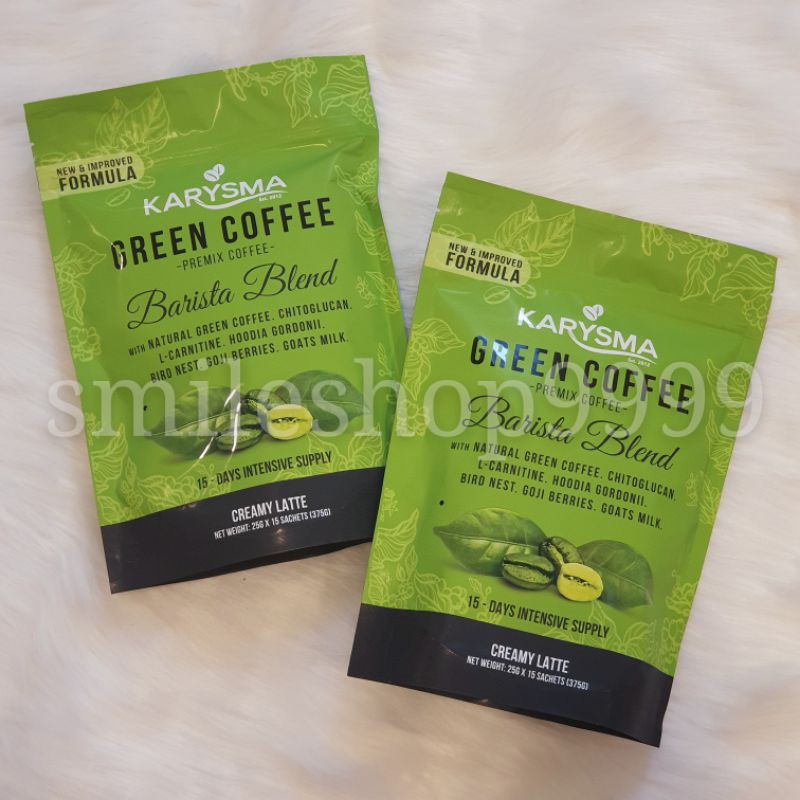 NEW & IMPROVED
FORMULA
KARYSMA
Est. 2012
GREEN COFFEE
-PREMIX COFFEE-
Barista Blend
WITH NATURAL GREEN COFFEE. CHITOGLUCAN.
L-CARNITINE. HOODIA GORDONII.
BIRD NEST. GOJI BERRIES. GOATS MILK.
15 - DAYS INTENSIVE SUPPLY
CREAMY LATTE
NET WEIGHT: 25G X 15 SACHETS (375G)
NEW & IMPROVED
FORMULA
KARYSMA
Est. 2012
GREEN COFFEE
-PREMIX COFFEE-
Barista Blend
WITH NATURAL GREEN COFFEE. CHITOGLUCAN.
L-CARNITINE. HOODIA GORDONII.
BIRD NEST. GOJI BERRIES. GOATS MILK.
15 - DAYS INTENSIVE SUPPLY
CREAMY LATTE
NET WEIGHT: 25G X 15 SACHETS (375G)
smileshop9999